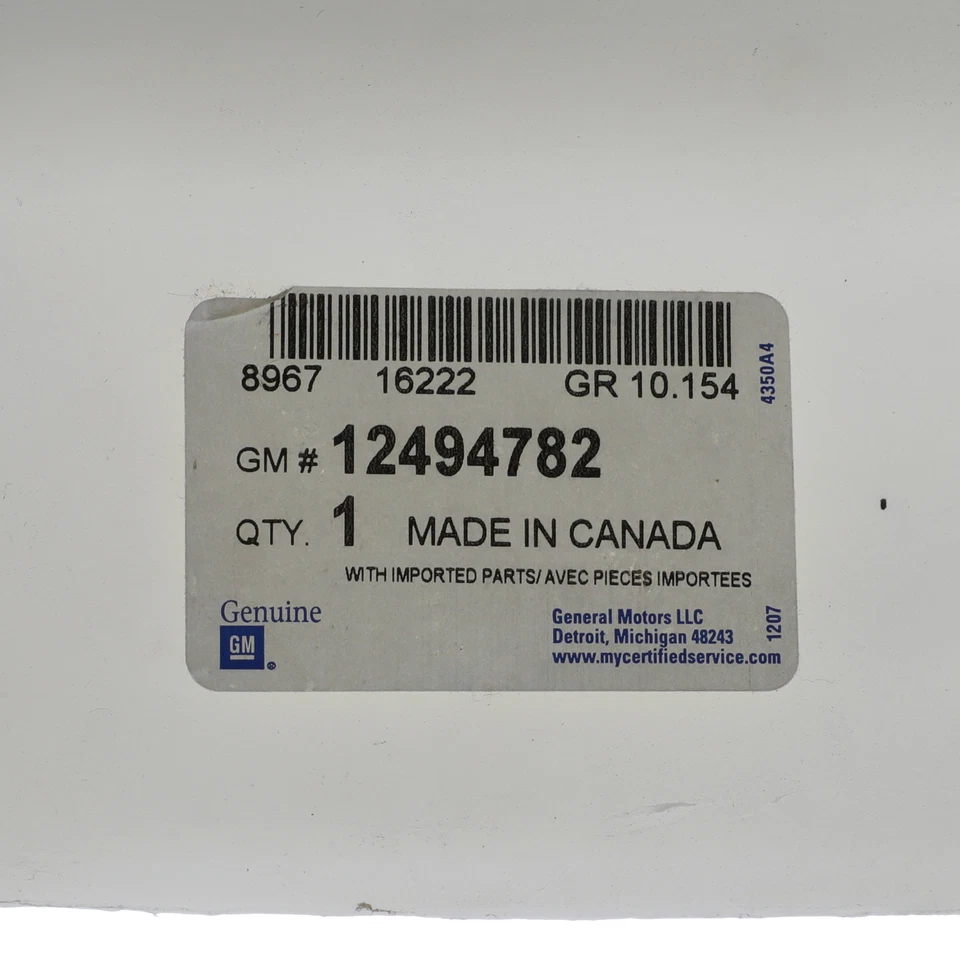 8967 16222 GR 10.154
4350A4
GM # 12494782
QTY. 1 MADE IN CANADA
WITH IMPORTED PARTS/ AVEC PIECES IMPORTEES
Genuine
GM ®
General Motors LLC
Detroit, Michigan 48243
www.mycertifiedservice.com
1207